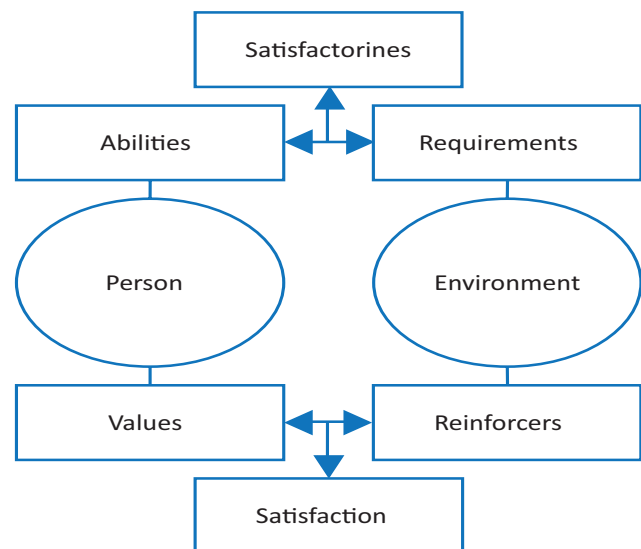 Satisfactorines
Abilities
Requirements
Person
Environment
Values
Reinforcers
Satisfaction